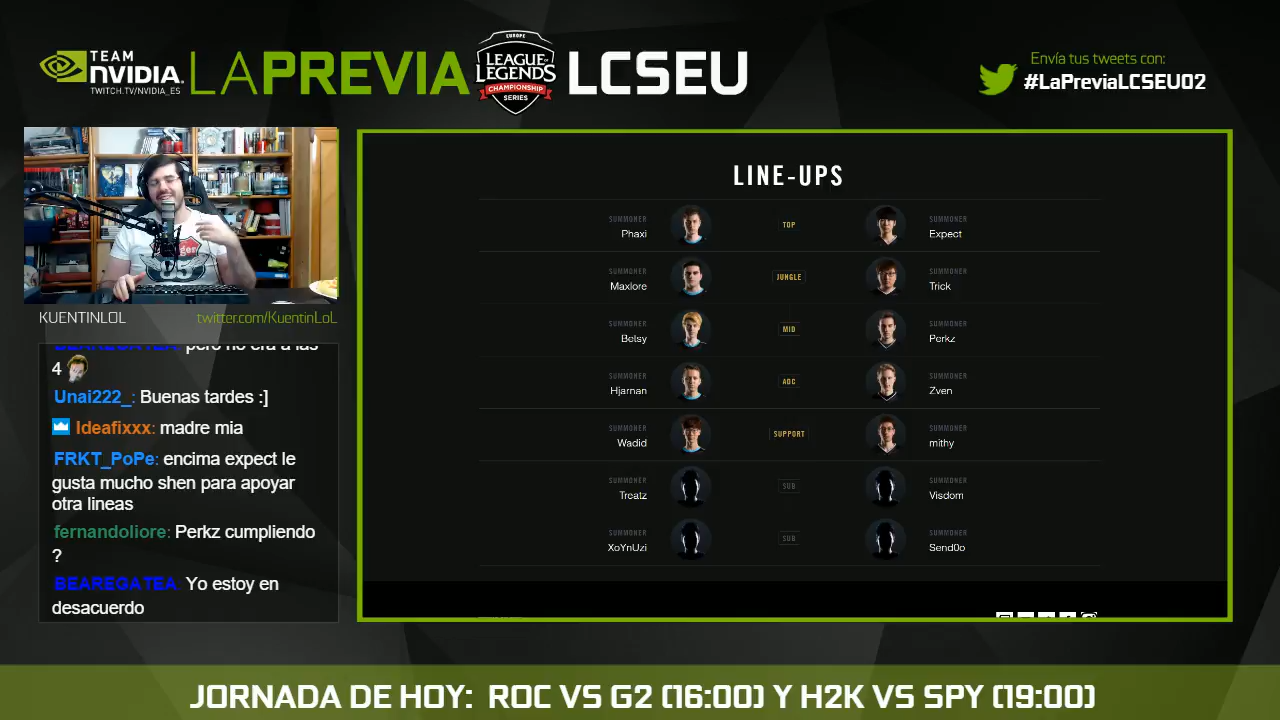 TEAM
NVIDIA.
TWITCH.TV/NVIDIA_ES
LAPREVIA
EUROPE
LEAGUE OF
LEGENDS
CHAMPIONSHIP
SERIES
LCSEU
Envía tus tweets con:
#LaPreviaLCSEU02
KUENTINLOL
twitter.com/KuentinLoL
BEAREGATEA: pero no era a las
4
Unai222_: Buenas tardes :]
Ideafixxx: madre mia
FRKT_PoPe: encima expect le
gusta mucho shen para apoyar
otra lineas
fernandoliore: Perkz cumpliendo
?
BEAREGATEA: Yo estoy en
desacuerdo
LINE-UPS
SUMMONER
Phaxi
TOP
SUMMONER
Expect
SUMMONER
Maxlore
JUNGLE
SUMMONER
Trick
SUMMONER
Betsy
MID
SUMMONER
Perkz
SUMMONER
Hjarnan
ADC
SUMMONER
Zven
SUMMONER
Wadid
SUPPORT
SUMMONER
mithy
SUMMONER
Treatz
SUB
SUMMONER
Visdom
SUMMONER
XoYnUzi
SUB
SUMMONER
Send0o
JORNADA DE HOY: ROC VS G2 (16:00) Y H2K VS SPY (19:00)